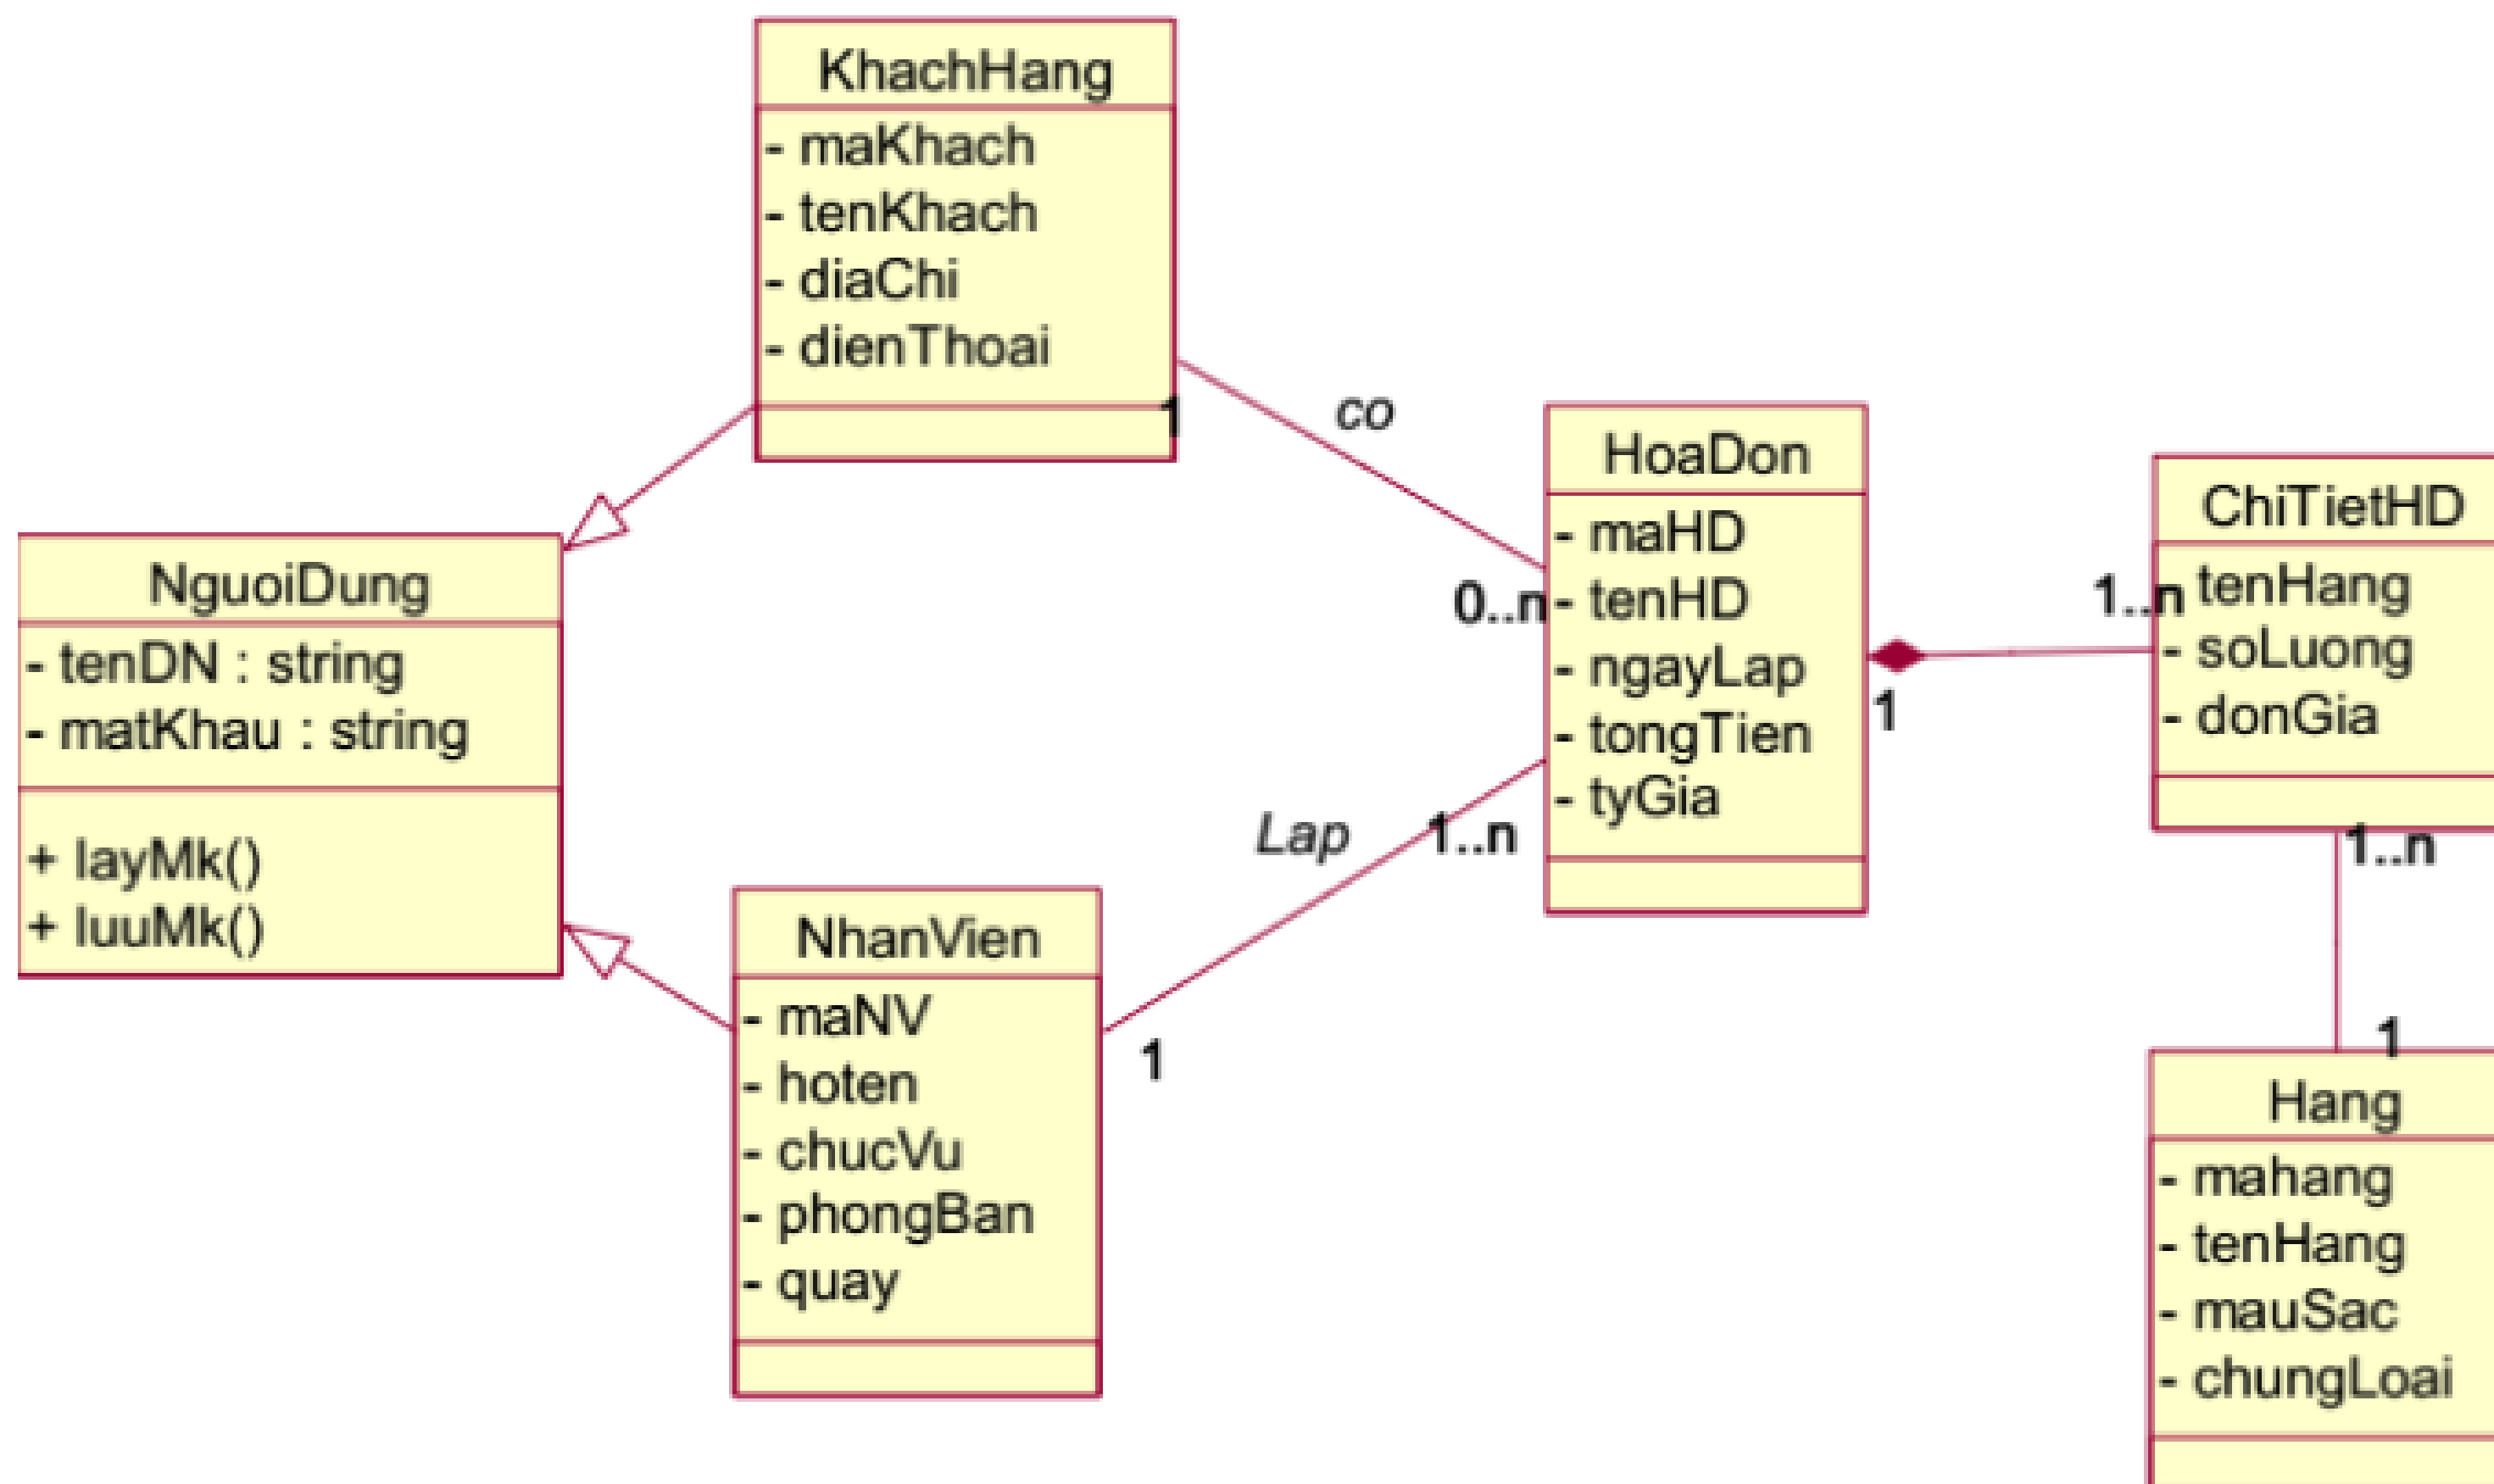 KhachHang
- maKhach
- tenKhach
- diaChi
- dienThoai
1
co
0..n
NguoiDung
- tenDN : string
- matKhau : string
+ layMk()
+ luuMk()
NhanVien
- maNV
- hoten
- chucVu
- phongBan
- quay
1
Lap
1..n
HoaDon
- maHD
- tenHD
- ngayLap
- tongTien
- tyGia
1
1..n
ChiTietHD
- tenHang
- soLuong
- donGia
1..n
1
Hang
- mahang
- tenHang
- mauSac
- chungLoai